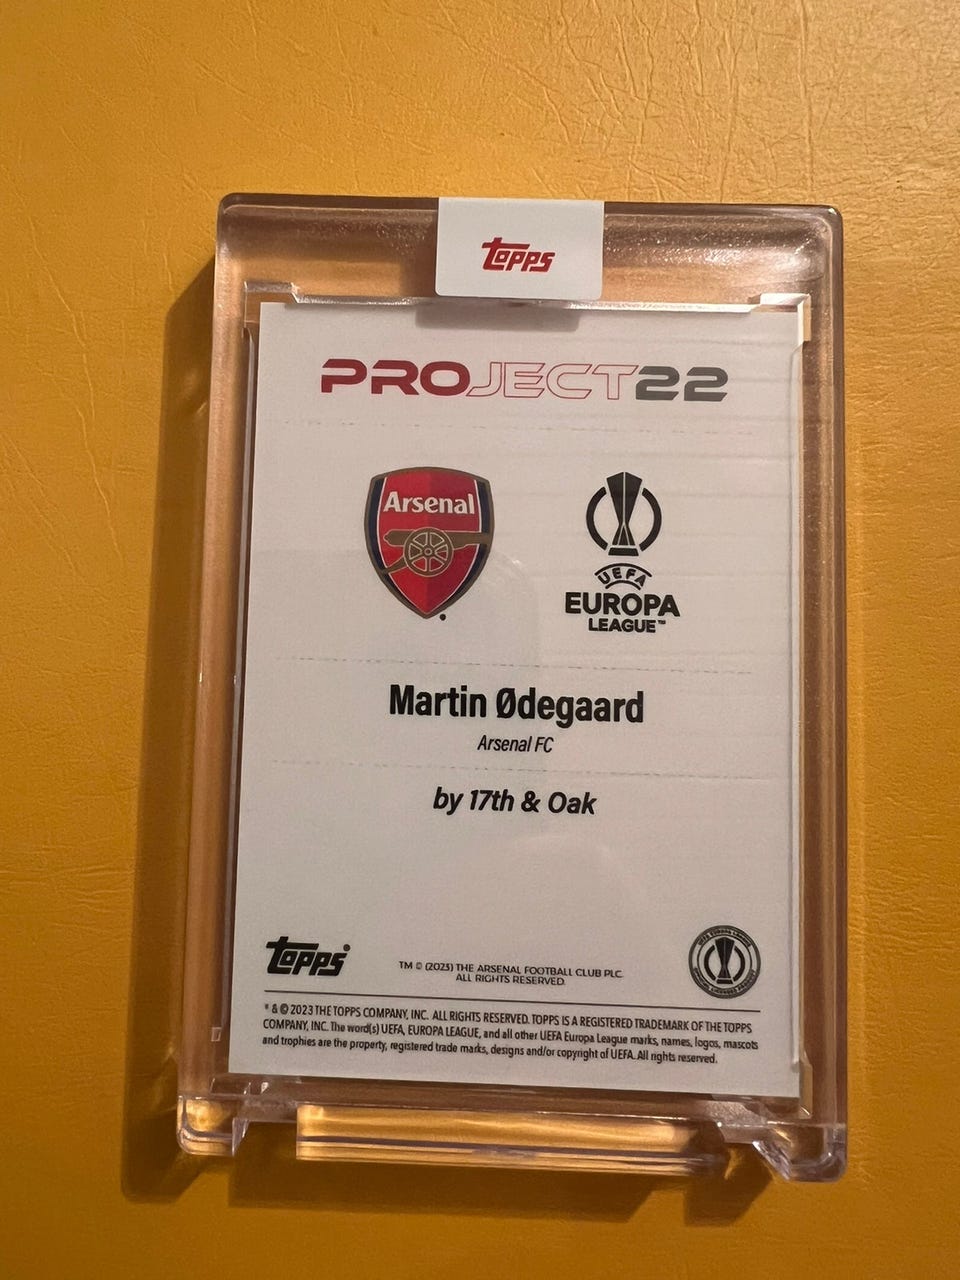 Topps
PROJECT22
Arsenal
UEFA
EUROPA
LEAGUE™
Martin Ødegaard
Arsenal FC
by 17th & Oak
Topps®
TM © (2023) THE ARSENAL FOOTBALL CLUB PLC.
ALL RIGHTS RESERVED.
* & © 2023 THE TOPPS COMPANY, INC. ALL RIGHTS RESERVED. TOPPS IS A REGISTERED TRADEMARK OF THE TOPPS
COMPANY, INC. The word(s) UEFA, EUROPA LEAGUE, and all other UEFA Europa League marks, names, logos, mascots
and trophies are the property, registered trade marks, designs and/or copyright of UEFA. All rights reserved.